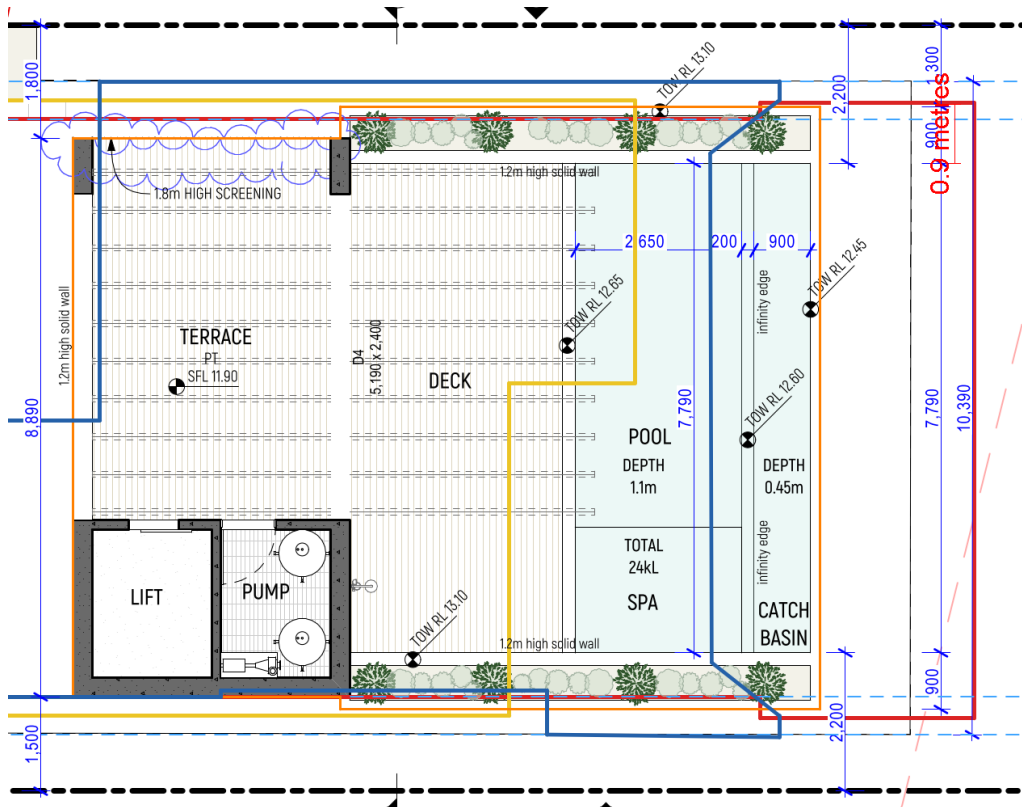 1,800
TOW RL 13.10
2,200
1,300
900
0.9 metres
1.2m high solid wall
1.8m HIGH SCREENING
2,650
200
900
TOW RL 12.45
infinity edge
1.2m high solid wall
TOW RL 12.65
TERRACE
PT
SFL 11.90
D4
5,190 x 2,400
DECK
TOW RL 12.60
8,890
7,790
7,790
10,390
POOL
DEPTH
1.1m
DEPTH
0.45m
TOTAL
24kL
SPA
infinity edge
LIFT
PUMP
CATCH
BASIN
TOW RL 13.10
1.2m high solid wall
900
1,500
2,200